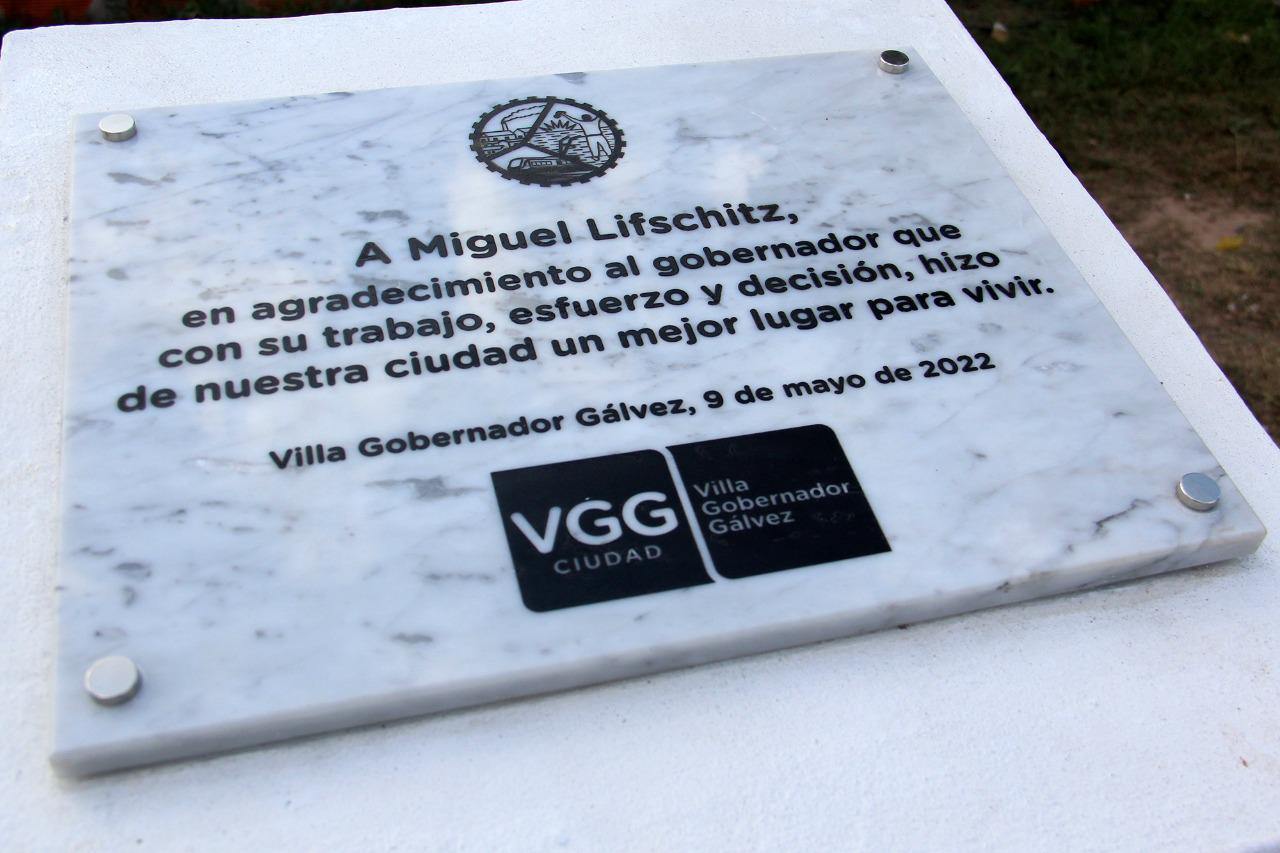 A Miguel Lifschitz,
en agradecimiento al gobernador que
con su trabajo, esfuerzo y decisión, hizo
de nuestra ciudad un mejor lugar para vivir.
Villa Gobernador Gálvez, 9 de mayo de 2022
VGG
CIUDAD
Villa
Gobernador
Gálvez